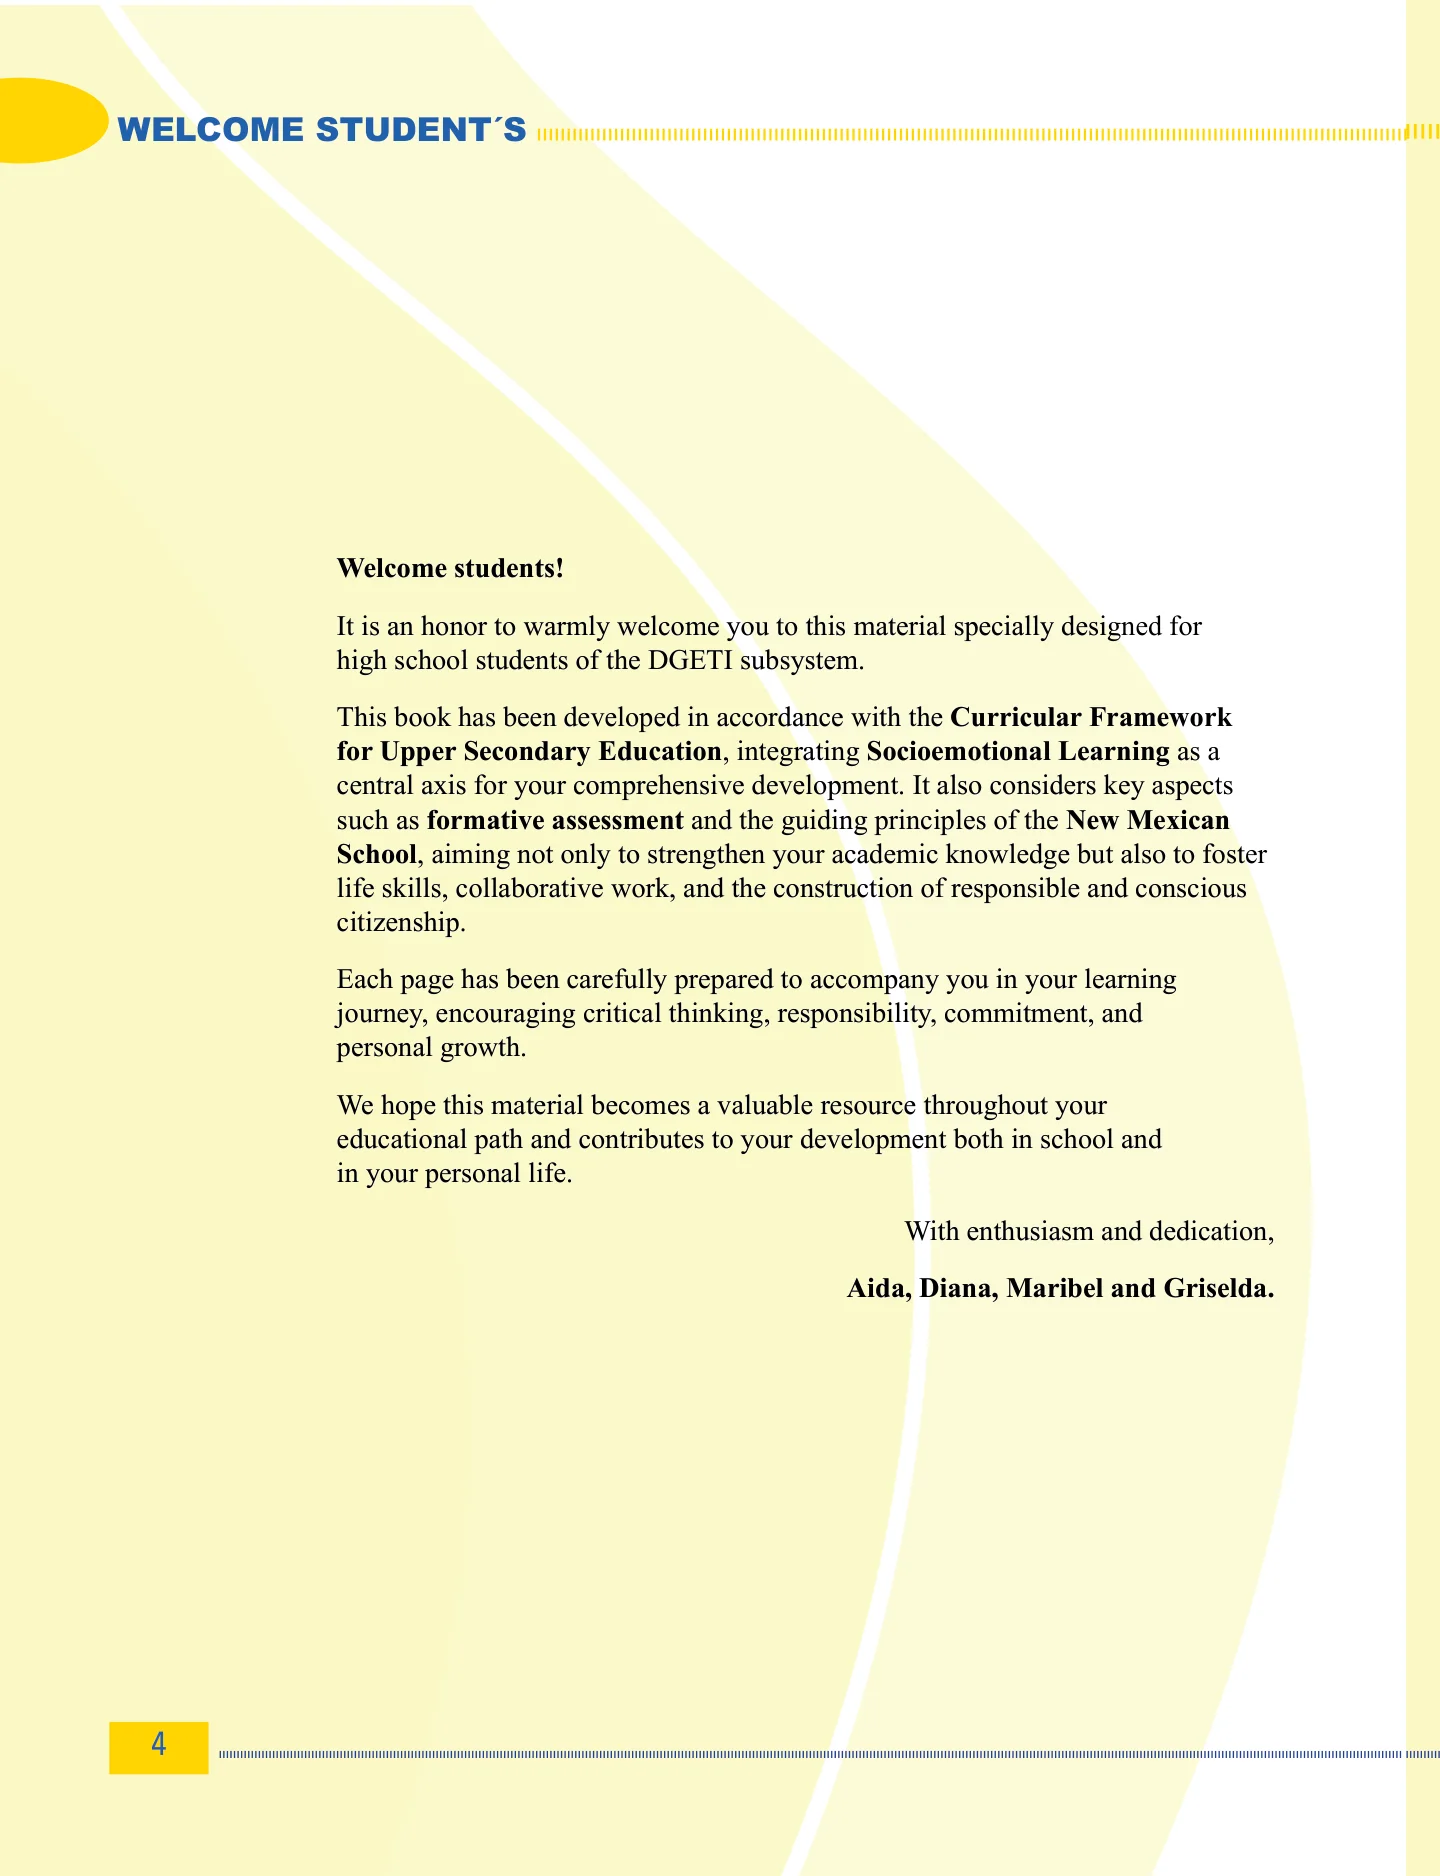 WELCOME STUDENT´S
Welcome students!
It is an honor to warmly welcome you to this material specially designed for
high school students of the DGETI subsystem.
This book has been developed in accordance with the Curricular Framework
for Upper Secondary Education, integrating Socioemotional Learning as a
central axis for your comprehensive development. It also considers key aspects
such as formative assessment and the guiding principles of the New Mexican
School, aiming not only to strengthen your academic knowledge but also to foster
life skills, collaborative work, and the construction of responsible and conscious
citizenship.
Each page has been carefully prepared to accompany you in your learning
journey, encouraging critical thinking, responsibility, commitment, and
personal growth.
We hope this material becomes a valuable resource throughout your
educational path and contributes to your development both in school and
in your personal life.
With enthusiasm and dedication,
Aida, Diana, Maribel and Griselda.
4